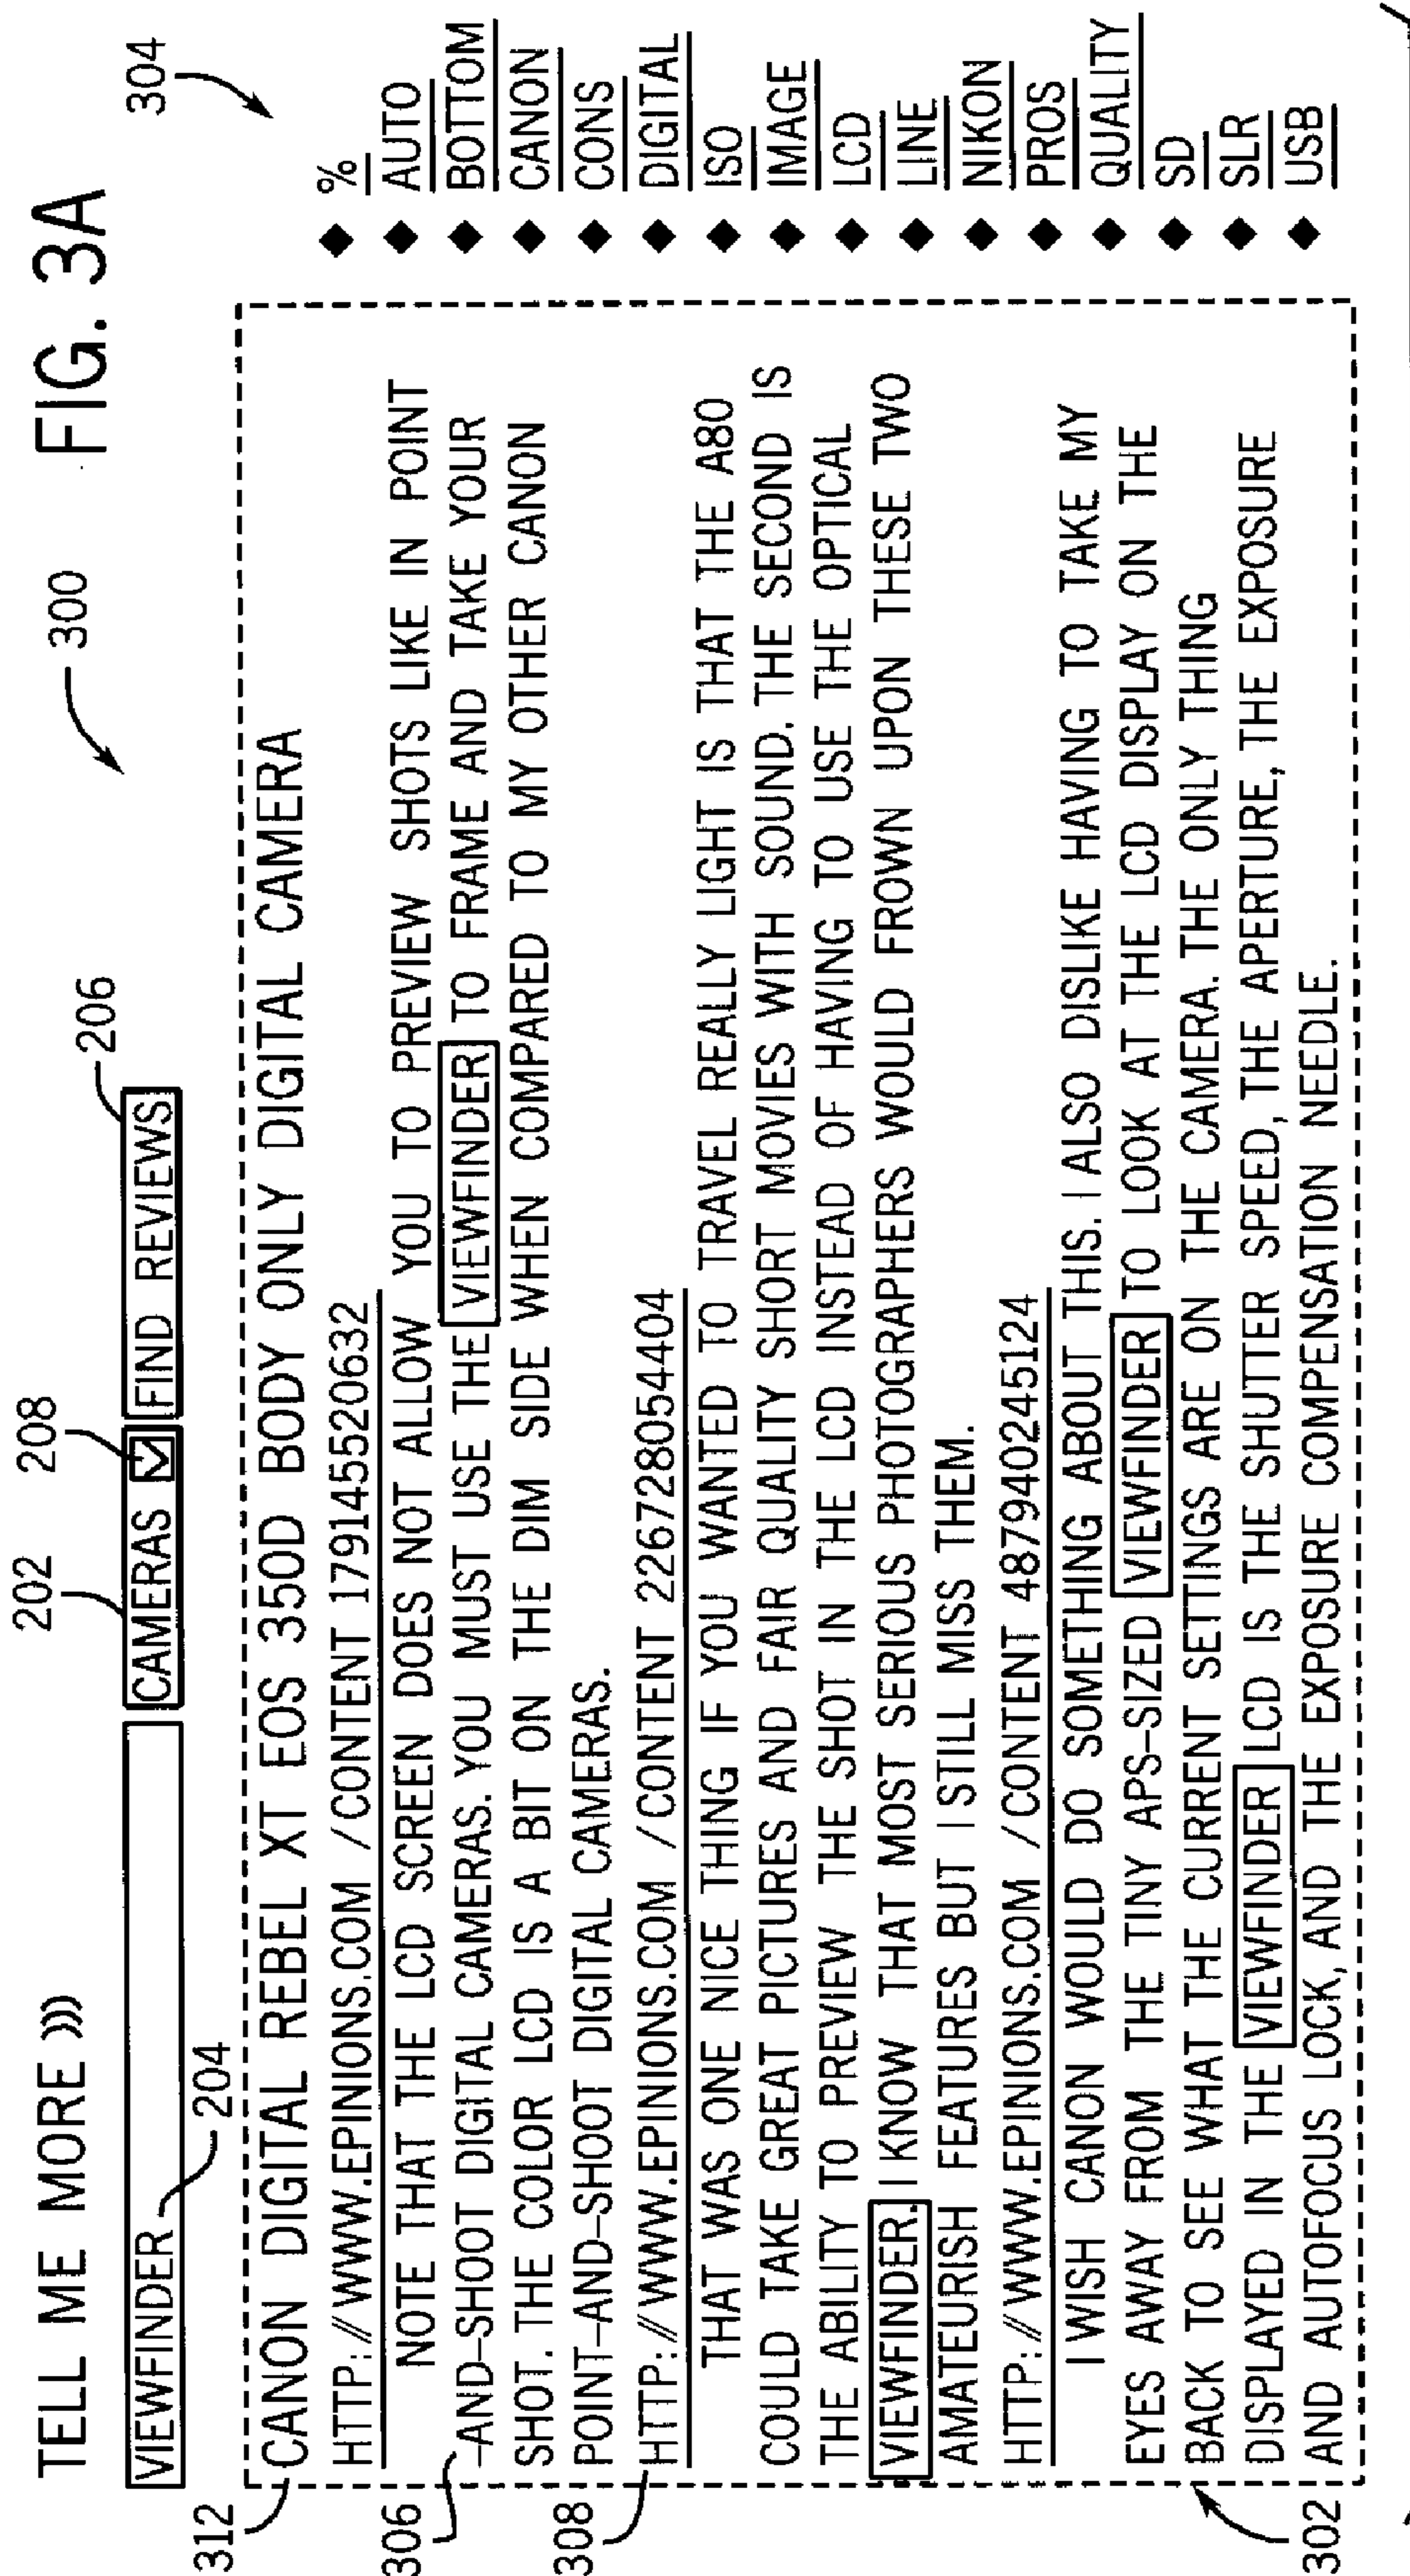 FIG. 3A
300
304
TELL ME MORE )))
202
208
206
VIEWFINDER
CAMERAS
FIND REVIEWS
204
312
CANON DIGITAL REBEL XT EOS 350D BODY ONLY DIGITAL CAMERA
HTTP://WWW.EPINIONS.COM /CONTENT 179145520632
NOTE THAT THE LCD SCREEN DOES NOT ALLOW YOU TO PREVIEW SHOTS LIKE IN POINT
306
-AND-SHOOT DIGITAL CAMERAS. YOU MUST USE THE VIEWFINDER TO FRAME AND TAKE YOUR
SHOT. THE COLOR LCD IS A BIT ON THE DIM SIDE WHEN COMPARED TO MY OTHER CANON
POINT-AND-SHOOT DIGITAL CAMERAS.
308
HTTP://WWW.EPINIONS.COM /CONTENT 226728054404
THAT WAS ONE NICE THING IF YOU WANTED TO TRAVEL REALLY LIGHT IS THAT THE A80
COULD TAKE GREAT PICTURES AND FAIR QUALITY SHORT MOVIES WITH SOUND. THE SECOND IS
THE ABILITY TO PREVIEW THE SHOT IN THE LCD INSTEAD OF HAVING TO USE THE OPTICAL
VIEWFINDER. I KNOW THAT MOST SERIOUS PHOTOGRAPHERS WOULD FROWN UPON THESE TWO
AMATEURISH FEATURES BUT I STILL MISS THEM.
HTTP://WWW.EPINIONS.COM /CONTENT 487940245124
I WISH CANON WOULD DO SOMETHING ABOUT THIS. I ALSO DISLIKE HAVING TO TAKE MY
EYES AWAY FROM THE TINY APS-SIZED VIEWFINDER TO LOOK AT THE LCD DISPLAY ON THE
BACK TO SEE WHAT THE CURRENT SETTINGS ARE ON THE CAMERA. THE ONLY THING
DISPLAYED IN THE VIEWFINDER LCD IS THE SHUTTER SPEED, THE APERTURE, THE EXPOSURE
AND AUTOFOCUS LOCK, AND THE EXPOSURE COMPENSATION NEEDLE.
302
%
AUTO
BOTTOM
CANON
CONS
DIGITAL
ISO
IMAGE
LCD
LINE
NIKON
PROS
QUALITY
SD
SLR
USB